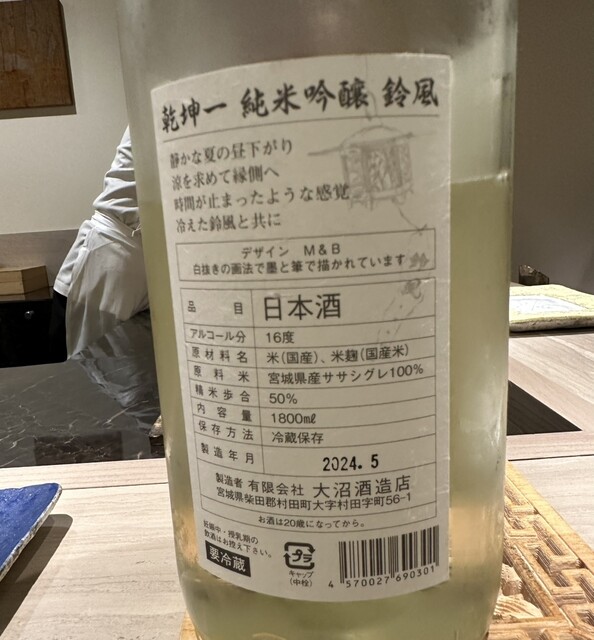 乾坤一 純米吟醸 鈴風
静かな夏の昼下がり
涼を求めて縁側へ
時間が止まったような感覚
冷えた鈴風と共に
デザイン M&B
白抜きの画法で墨と筆で描かれています
品目 日本酒
アルコール分 16度
原材料名 米(国産)、米麹(国産米)
原料米 宮城県産ササシグレ100%
精米歩合 50%
内容量 1800㎖
保存方法 冷蔵保存
製造年月 2024.5
製造者 有限会社 大沼酒造店
宮城県柴田郡村田町大字村田字町56-1
お酒は20歳になってから。
妊娠中・授乳期の
飲酒はお控え下さい。
要冷蔵
プラ
キャップ
(中栓)
4 570027 690301
鈴風